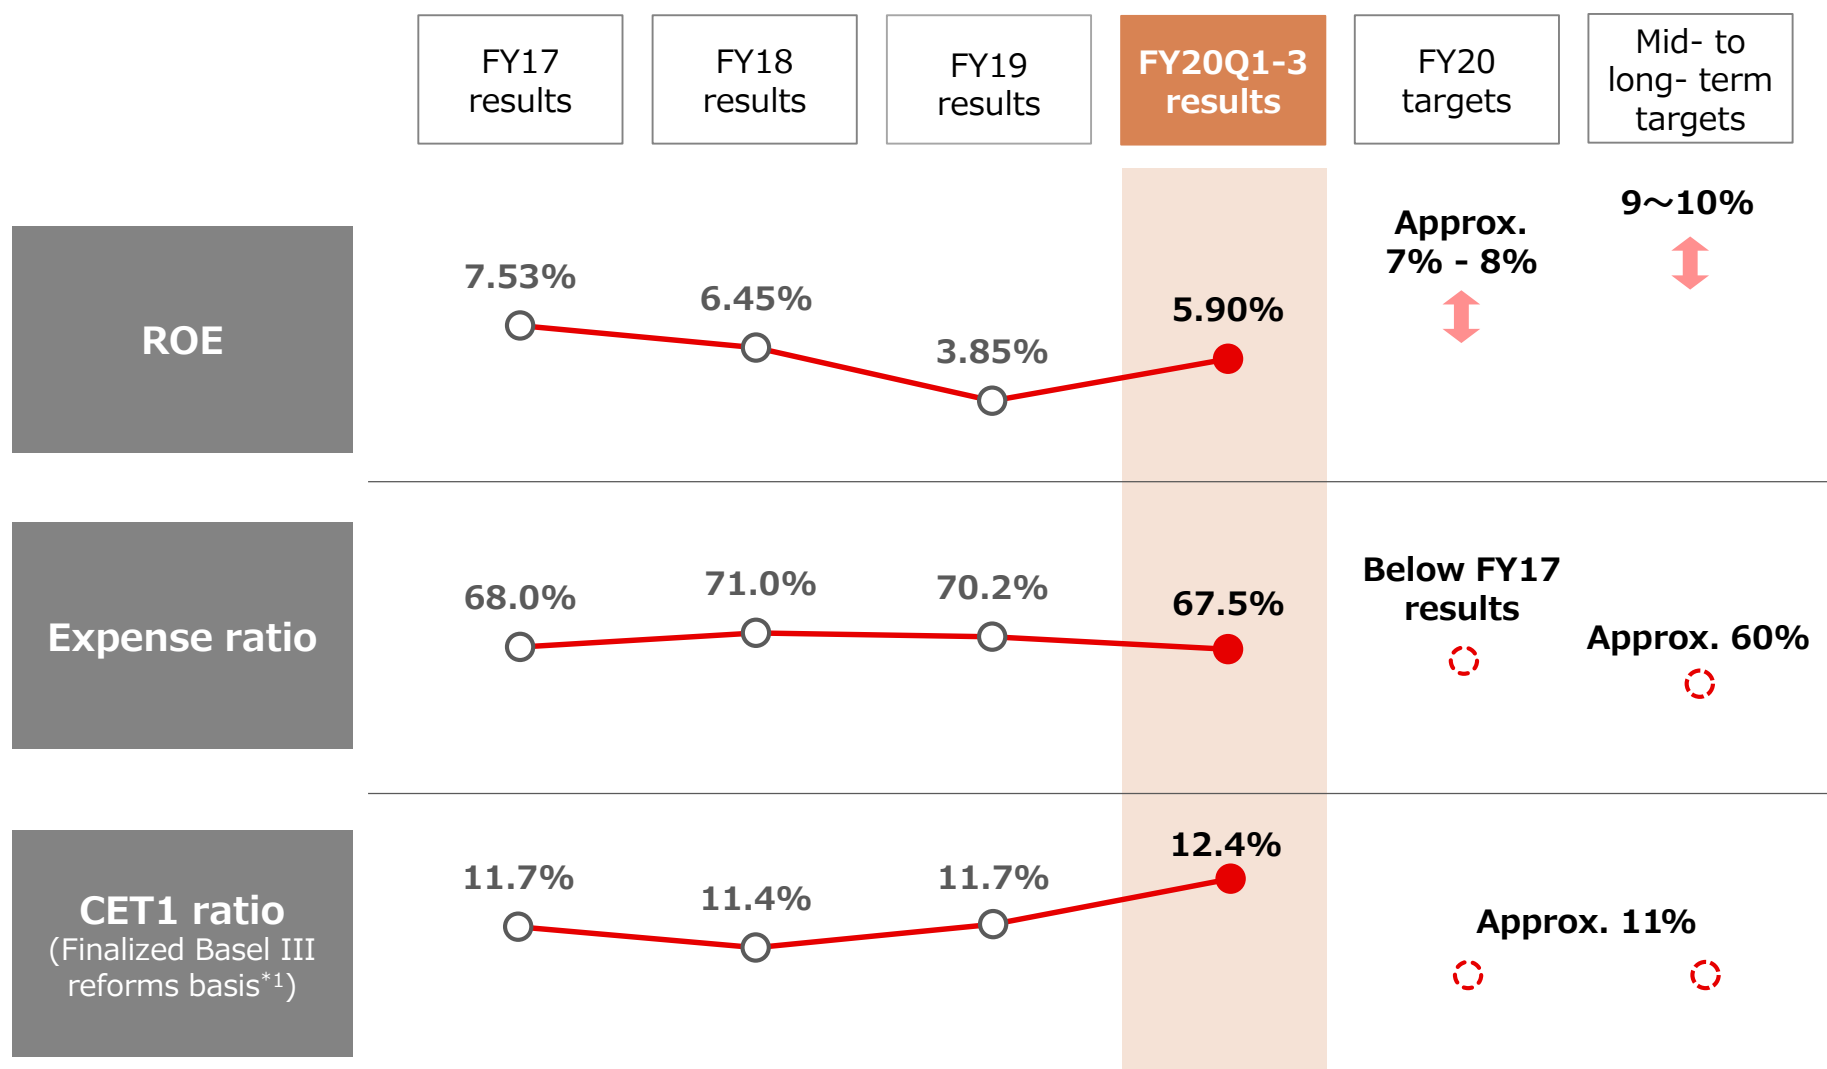 FY17
results
FY18
results
FY19
results
FY20Q1-3
results
FY20
targets
Mid- to
long- term
targets
ROE
7.53%
6.45%
3.85%
5.90%
Approx.
7% - 8%
9～10%
Expense ratio
68.0%
71.0%
70.2%
67.5%
Below FY17
results
Approx. 60%
CET1 ratio
(Finalized Basel III
reforms basis*1)
11.7%
11.4%
11.7%
12.4%
Approx. 11%